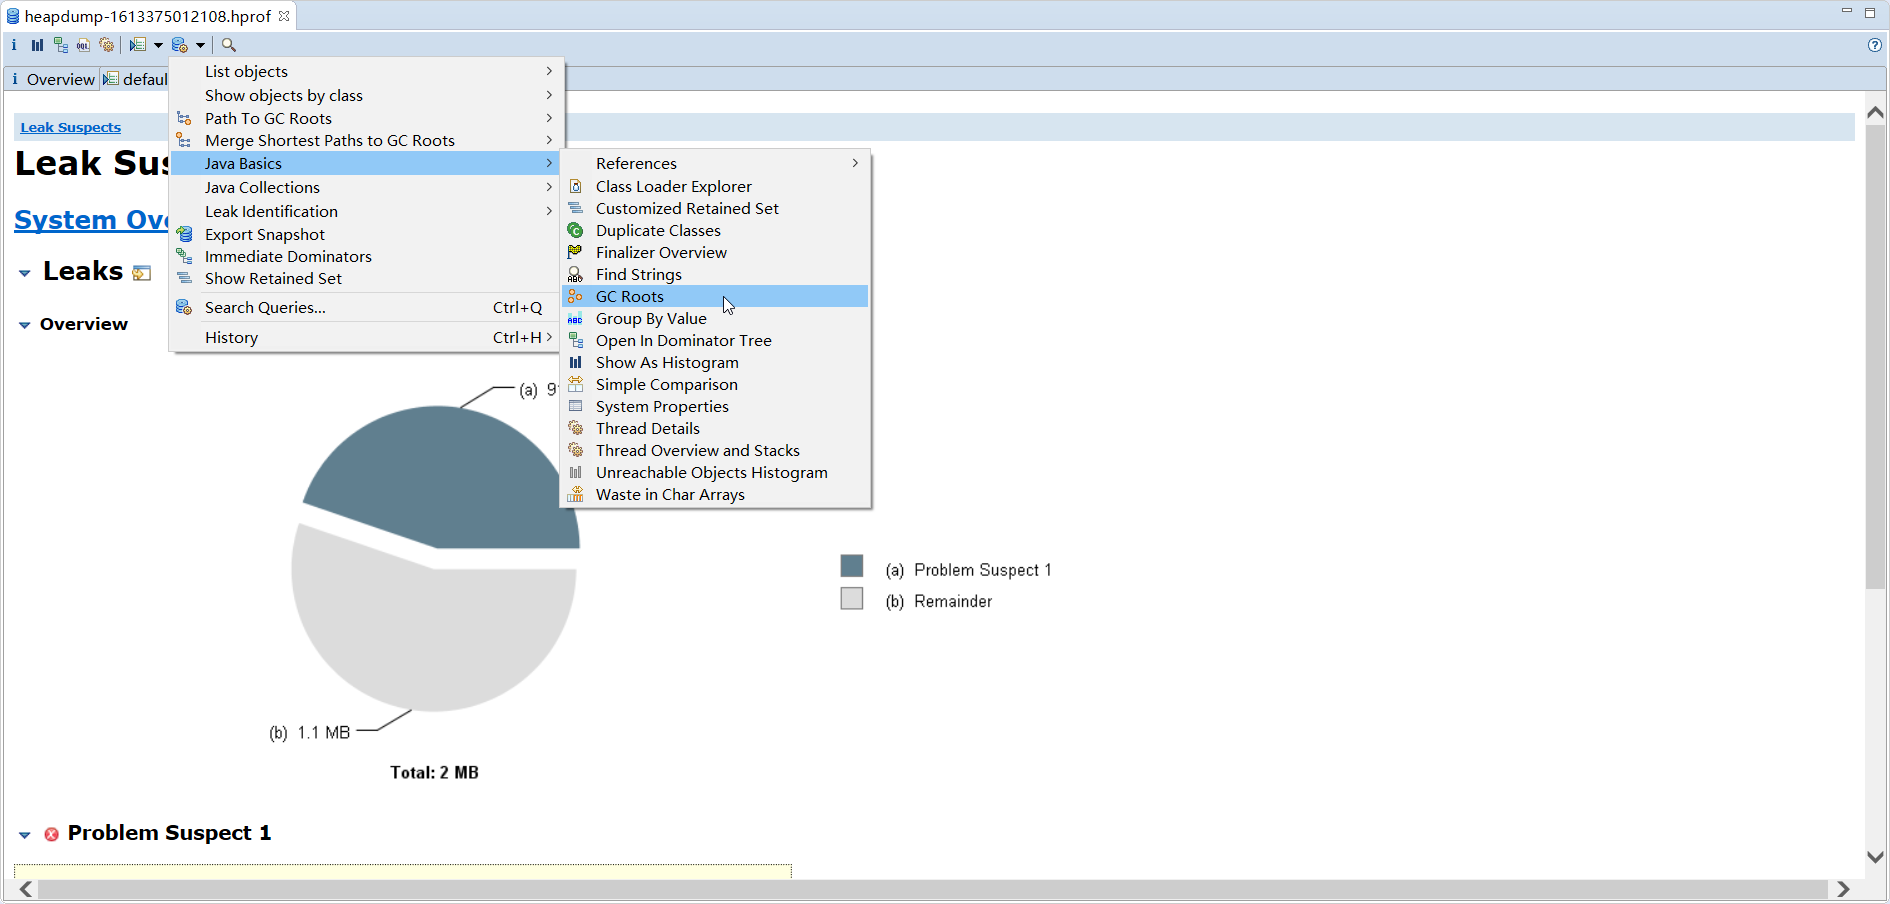 heapdump-1613375012108.hprof
i Overview
List objects
Show objects by class
Path To GC Roots
Merge Shortest Paths to GC Roots
Java Basics
Java Collections
Leak Identification
Export Snapshot
Immediate Dominators
Show Retained Set
Search Queries... Ctrl+Q
History Ctrl+H
References
Class Loader Explorer
Customized Retained Set
Duplicate Classes
Finalizer Overview
Find Strings
GC Roots
Group By Value
Open In Dominator Tree
Show As Histogram
Simple Comparison
System Properties
Thread Details
Thread Overview and Stacks
Unreachable Objects Histogram
Waste in Char Arrays
Leak Suspects
Leak
System
Leaks
Overview
(a)
(b) 1.1 MB
Total: 2 MB
(a) Problem Suspect 1
(b) Remainder
Problem Suspect 1